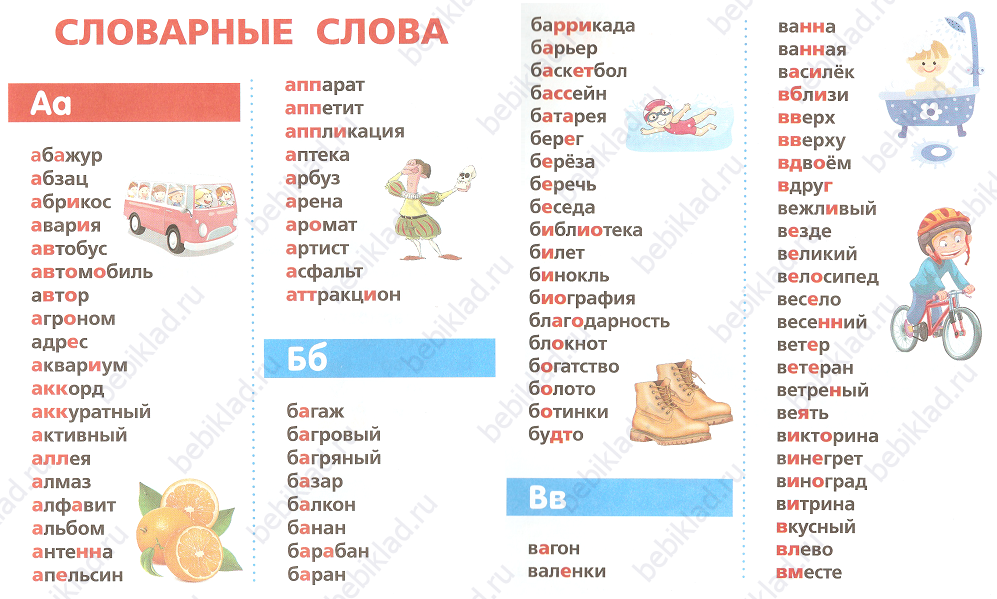 СЛОВАРНЫЕ СЛОВА
Аа
абажур
абзац
абрикос
авария
автобус
автомобиль
автор
агроном
адрес
аквариум
аккорд
аккуратный
активный
аллея
алмаз
алфавит
альбом
антенна
апельсин
аппарат
аппетит
аппликация
аптека
арбуз
арена
аромат
артист
асфальт
аттракцион
Бб
багаж
багровый
багряный
базар
балкон
банан
барабан
баран
баррикада
барьер
баскетбол
бассейн
батарея
берег
берёза
беречь
беседа
библиотека
билет
бинокль
биография
благодарность
блокнот
богатство
болото
ботинки
будто
Вв
вагон
валенки
ванна
ванная
василёк
вблизи
вверх
вверху
вдвоём
вдруг
вежливый
везде
великий
велосипед
весело
весенний
ветер
ветеран
ветреный
веять
викторина
винегрет
виноград
витрина
вкусный
влево
вместе
bebiklad.ru